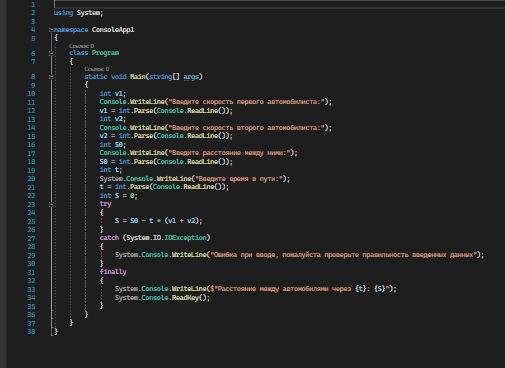 1
2 using System;
3
4 namespace ConsoleApp1
5 {
Ссылок: 0
6 class Program
7 {
Ссылок: 0
8 static void Main(string[] args)
9 {
10 int v1;
11 Console.WriteLine("Введите скорость первого автомобилиста:");
12 v1 = int.Parse(Console.ReadLine());
13 int v2;
14 Console.WriteLine("Введите скорость второго автомобилиста:");
15 v2 = int.Parse(Console.ReadLine());
16 int S0;
17 Console.WriteLine("Введите расстояние между ними:");
18 S0 = int.Parse(Console.ReadLine());
19 int t;
20 System.Console.WriteLine("Введите время в пути:");
21 t = int.Parse(Console.ReadLine());
22 int S = 0;
23 try
24 {
25 S = S0 - t * (v1 + v2);
26 }
27 catch (System.IO.IOException)
28 {
29 System.Console.WriteLine("Ошибка при вводе, пожалуйста проверьте правильность введенных данных");
30 }
31 finally
32 {
33 System.Console.WriteLine($"Расстояние между автомобилями через {t}: {S}");
34 System.Console.ReadKey();
35 }
36 }
37 }
38 }